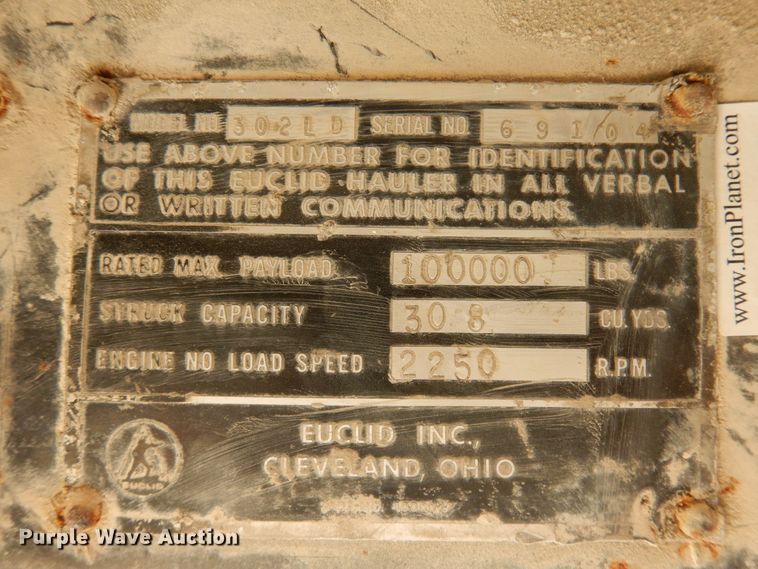 MODEL NO 302LD SERIAL NO. 69104
USE ABOVE NUMBER FOR IDENTIFICATION
OF THIS EUCLID HAULER IN ALL VERBAL
OR WRITTEN COMMUNICATIONS.
RATED MAX. PAYLOAD 100000 LBS.
STRUCK CAPACITY 30 8 CU. YDS.
ENGINE NO LOAD SPEED 2250 R.P.M.
EUCLID INC.,
CLEVELAND, OHIO
EUCLID
www.IronPlanet.com
Purple Wave Auction